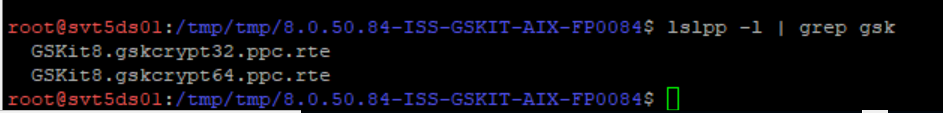 root@svt5ds01:/tmp/tmp/8.0.50.84-ISS-GSKIT-AIX-FP0084$ lslpp -l | grep gsk
  GSKit8.gskcrypt32.ppc.rte
  GSKit8.gskcrypt64.ppc.rte
root@svt5ds01:/tmp/tmp/8.0.50.84-ISS-GSKIT-AIX-FP0084$